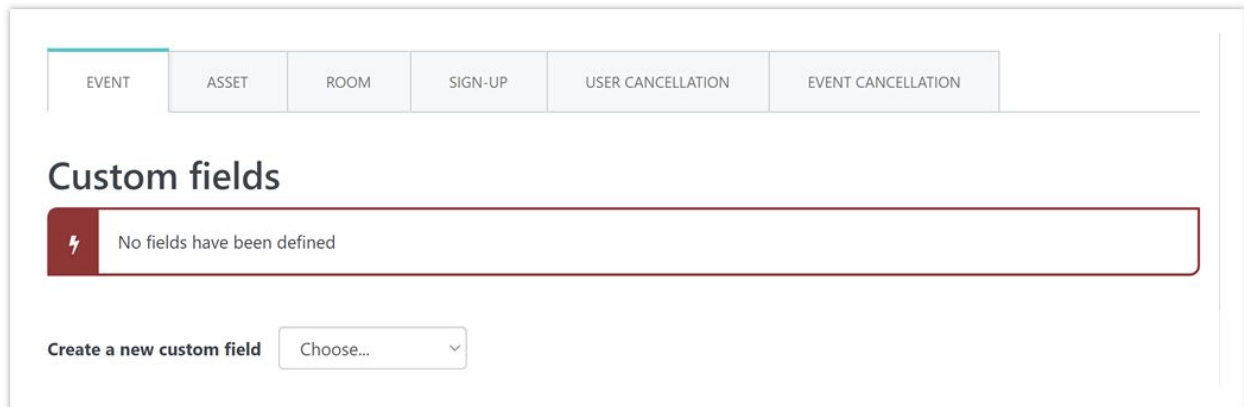 EVENT ASSET ROOM SIGN-UP USER CANCELLATION EVENT CANCELLATION
Custom fields
No fields have been defined
Create a new custom field Choose...